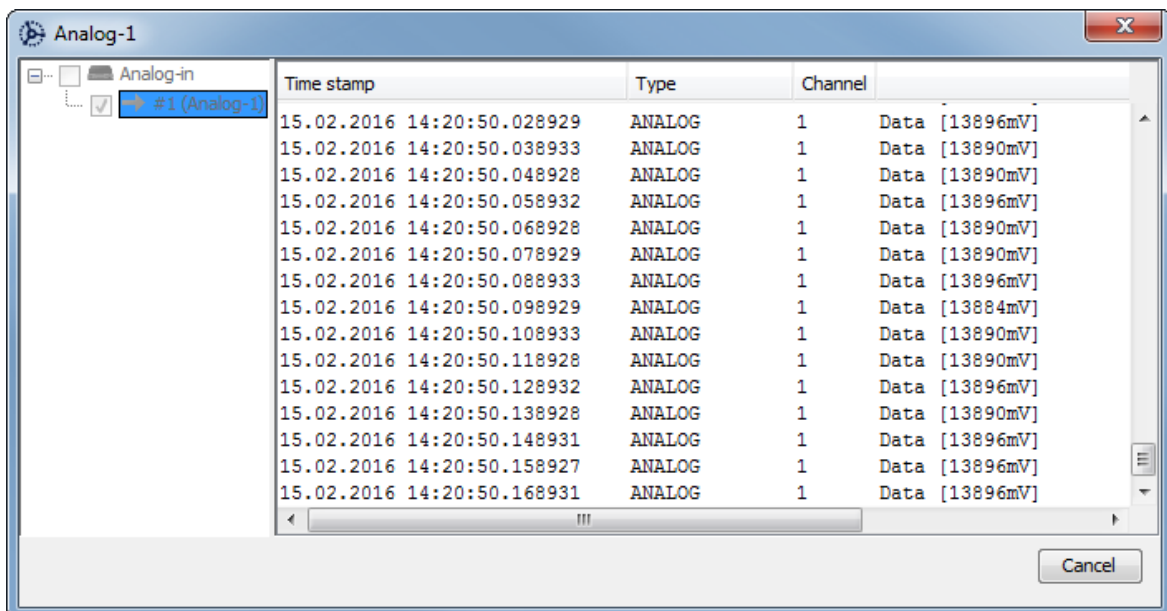 Analog-1
Analog-in
#1 (Analog-1)
Time stamp Type Channel
15.02.2016 14:20:50.028929 ANALOG 1 Data [13896mV]
15.02.2016 14:20:50.038933 ANALOG 1 Data [13890mV]
15.02.2016 14:20:50.048928 ANALOG 1 Data [13890mV]
15.02.2016 14:20:50.058932 ANALOG 1 Data [13896mV]
15.02.2016 14:20:50.068928 ANALOG 1 Data [13890mV]
15.02.2016 14:20:50.078929 ANALOG 1 Data [13890mV]
15.02.2016 14:20:50.088933 ANALOG 1 Data [13896mV]
15.02.2016 14:20:50.098929 ANALOG 1 Data [13884mV]
15.02.2016 14:20:50.108933 ANALOG 1 Data [13890mV]
15.02.2016 14:20:50.118928 ANALOG 1 Data [13890mV]
15.02.2016 14:20:50.128932 ANALOG 1 Data [13896mV]
15.02.2016 14:20:50.138928 ANALOG 1 Data [13890mV]
15.02.2016 14:20:50.148931 ANALOG 1 Data [13896mV]
15.02.2016 14:20:50.158927 ANALOG 1 Data [13896mV]
15.02.2016 14:20:50.168931 ANALOG 1 Data [13896mV]
Cancel